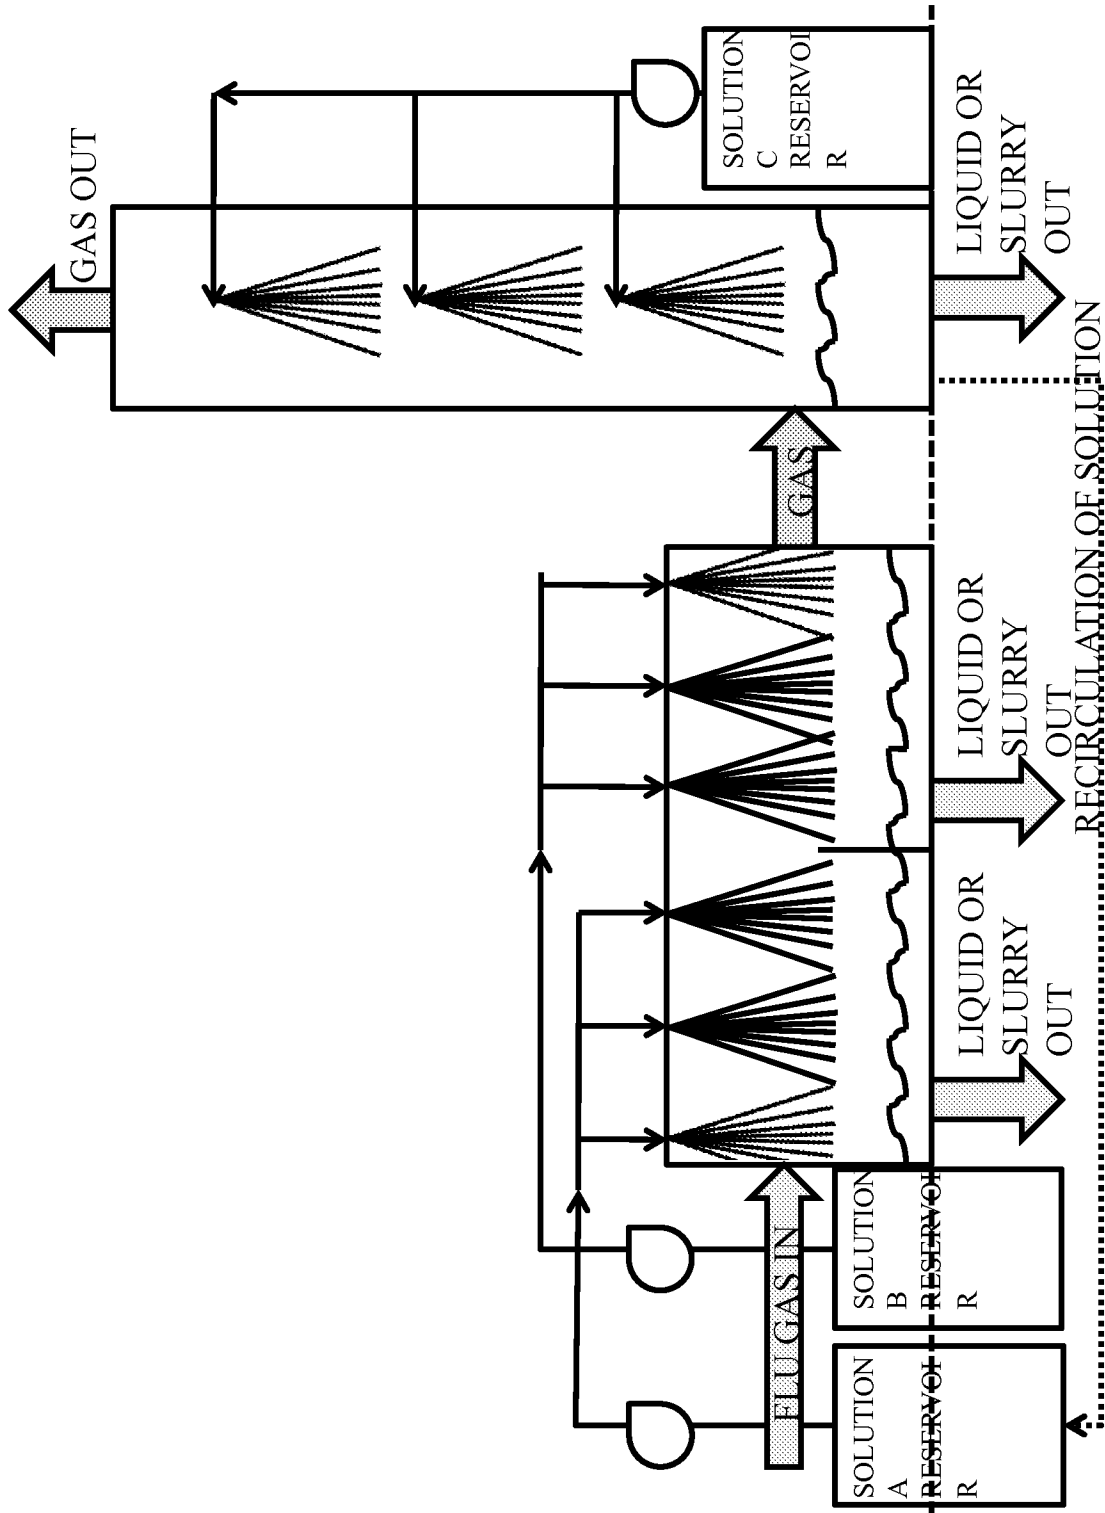 GAS OUT
SOLUTION
C
RESERVOI
R
LIQUID OR
SLURRY
OUT
GAS
FLU GAS IN
SOLUTION
A
RESERVOI
R
SOLUTION
B
RESERVOI
R
LIQUID OR
SLURRY
OUT
LIQUID OR
SLURRY
OUT
RECIRCULATION OF SOLUTION